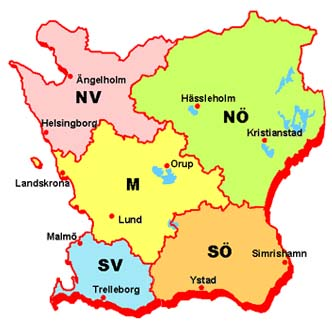 Ängelholm
NV
Hässleholm
NÖ
Helsingborg
Kristianstad
Orup
Landskrona
M
Lund
Malmö
SÖ
Simrishamn
SV
Ystad
Trelleborg